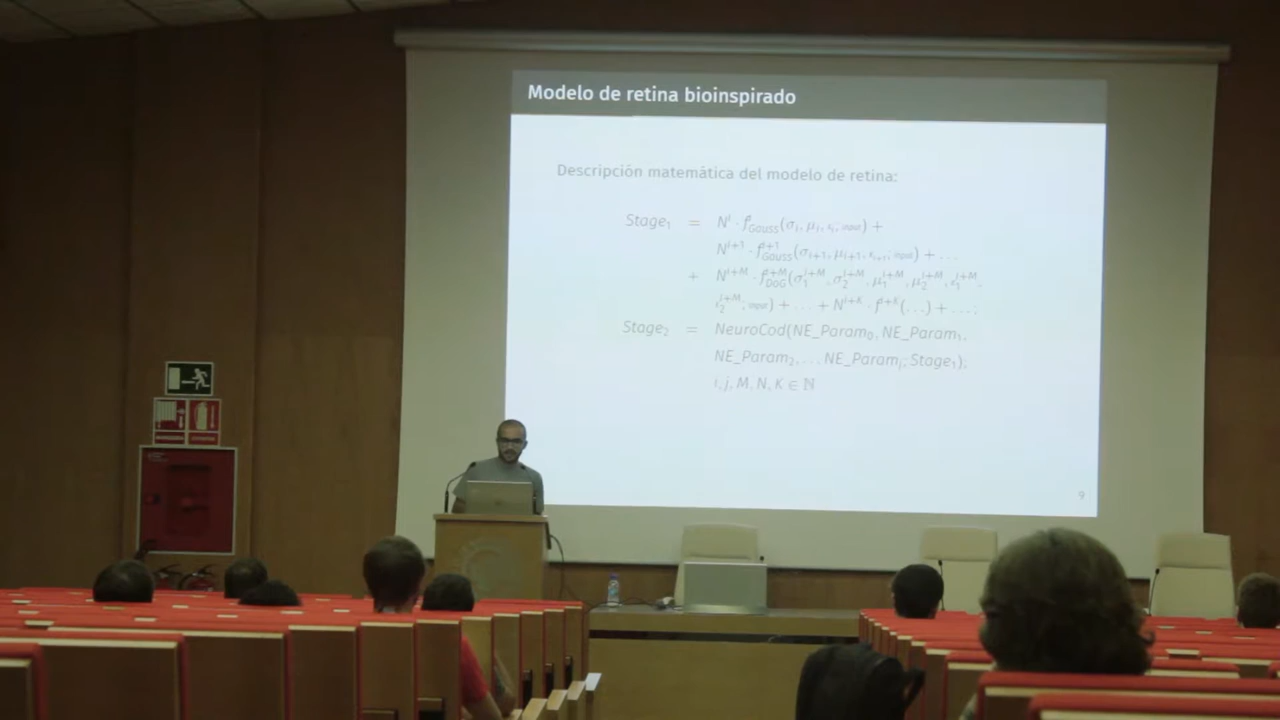 Modelo de retina bioinspirado
Descripción matemática del modelo de retina:
Stage₁ = Nⁱ · fⁱ_Gauss(σᵢ, μᵢ, κᵢ, input) +
Nⁱ⁺¹ · fⁱ⁺¹_Gauss(σᵢ₊₁, μᵢ₊₁, κᵢ₊₁; input) + ...
+ Nⁱ⁺ᴹ · fⁱ⁺ᴹ_DoG(σ₁ⁱ⁺ᴹ, σ₂ⁱ⁺ᴹ, μ₁ⁱ⁺ᴹ, μ₂ⁱ⁺ᴹ, κ₁ⁱ⁺ᴹ,
κ₂ⁱ⁺ᴹ; input) + ... + Nⁱ⁺ᴷ · fⁱ⁺ᴷ(...) + ...;
Stage₂ = NeuroCod(NE_Param₀, NE_Param₁,
NE_Param₂, ... NE_Paramⱼ; Stage₁);
i, j, M, N, K ∈ ℕ
9